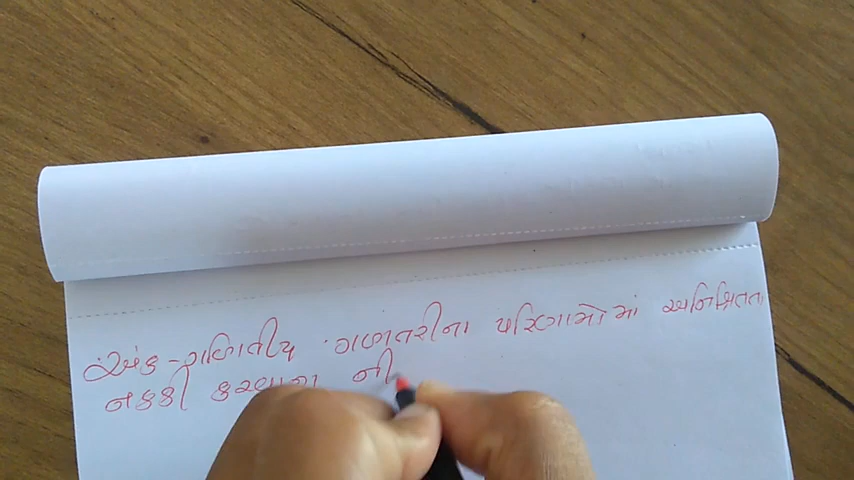 અંક-ગણિતીય ગણતરીના પરિણામોમાં અનિશ્ચિતતા
નક્કી કરવાના ની